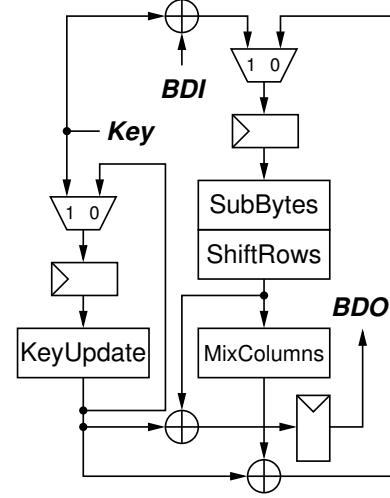 1 0
BDI
Key
SubBytes
1 0
ShiftRows
BDO
KeyUpdate
MixColumns